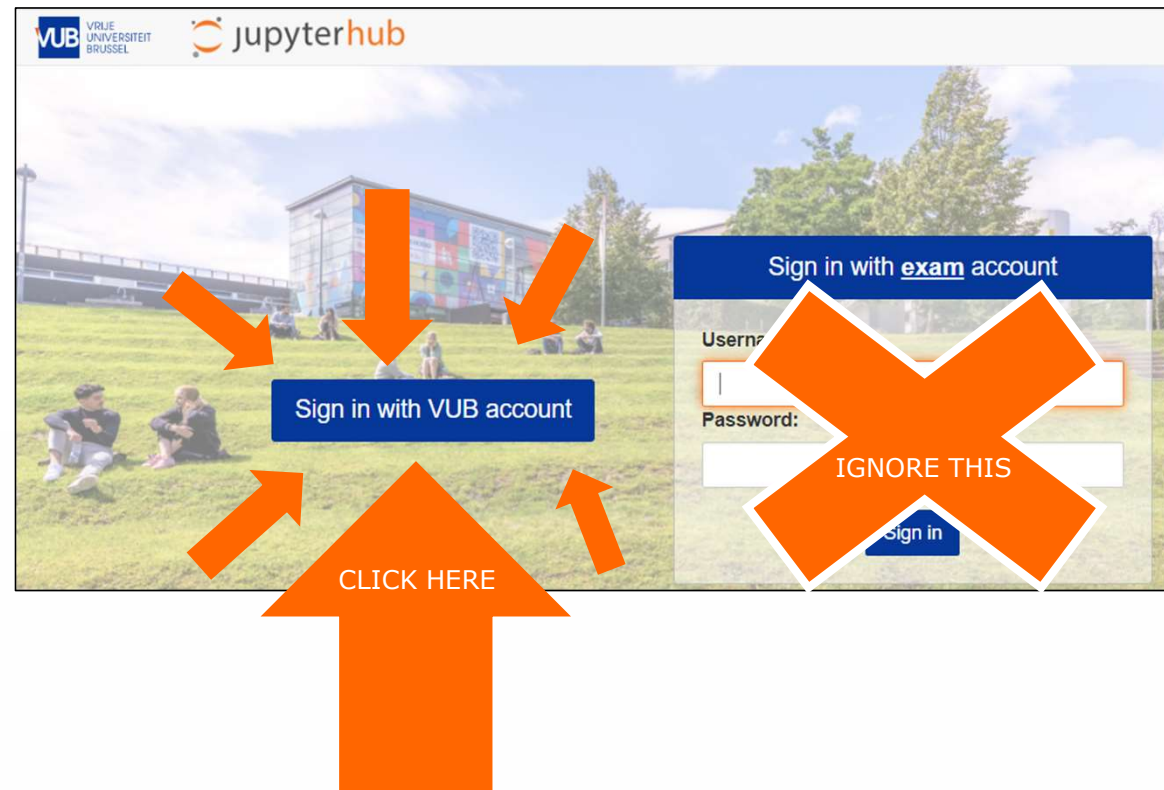 VUB
VRIJE
UNIVERSITEIT
BRUSSEL
jupyterhub
Sign in with exam account
Password:
Sign in with VUB account
IGNORE THIS
Sign in
CLICK HERE